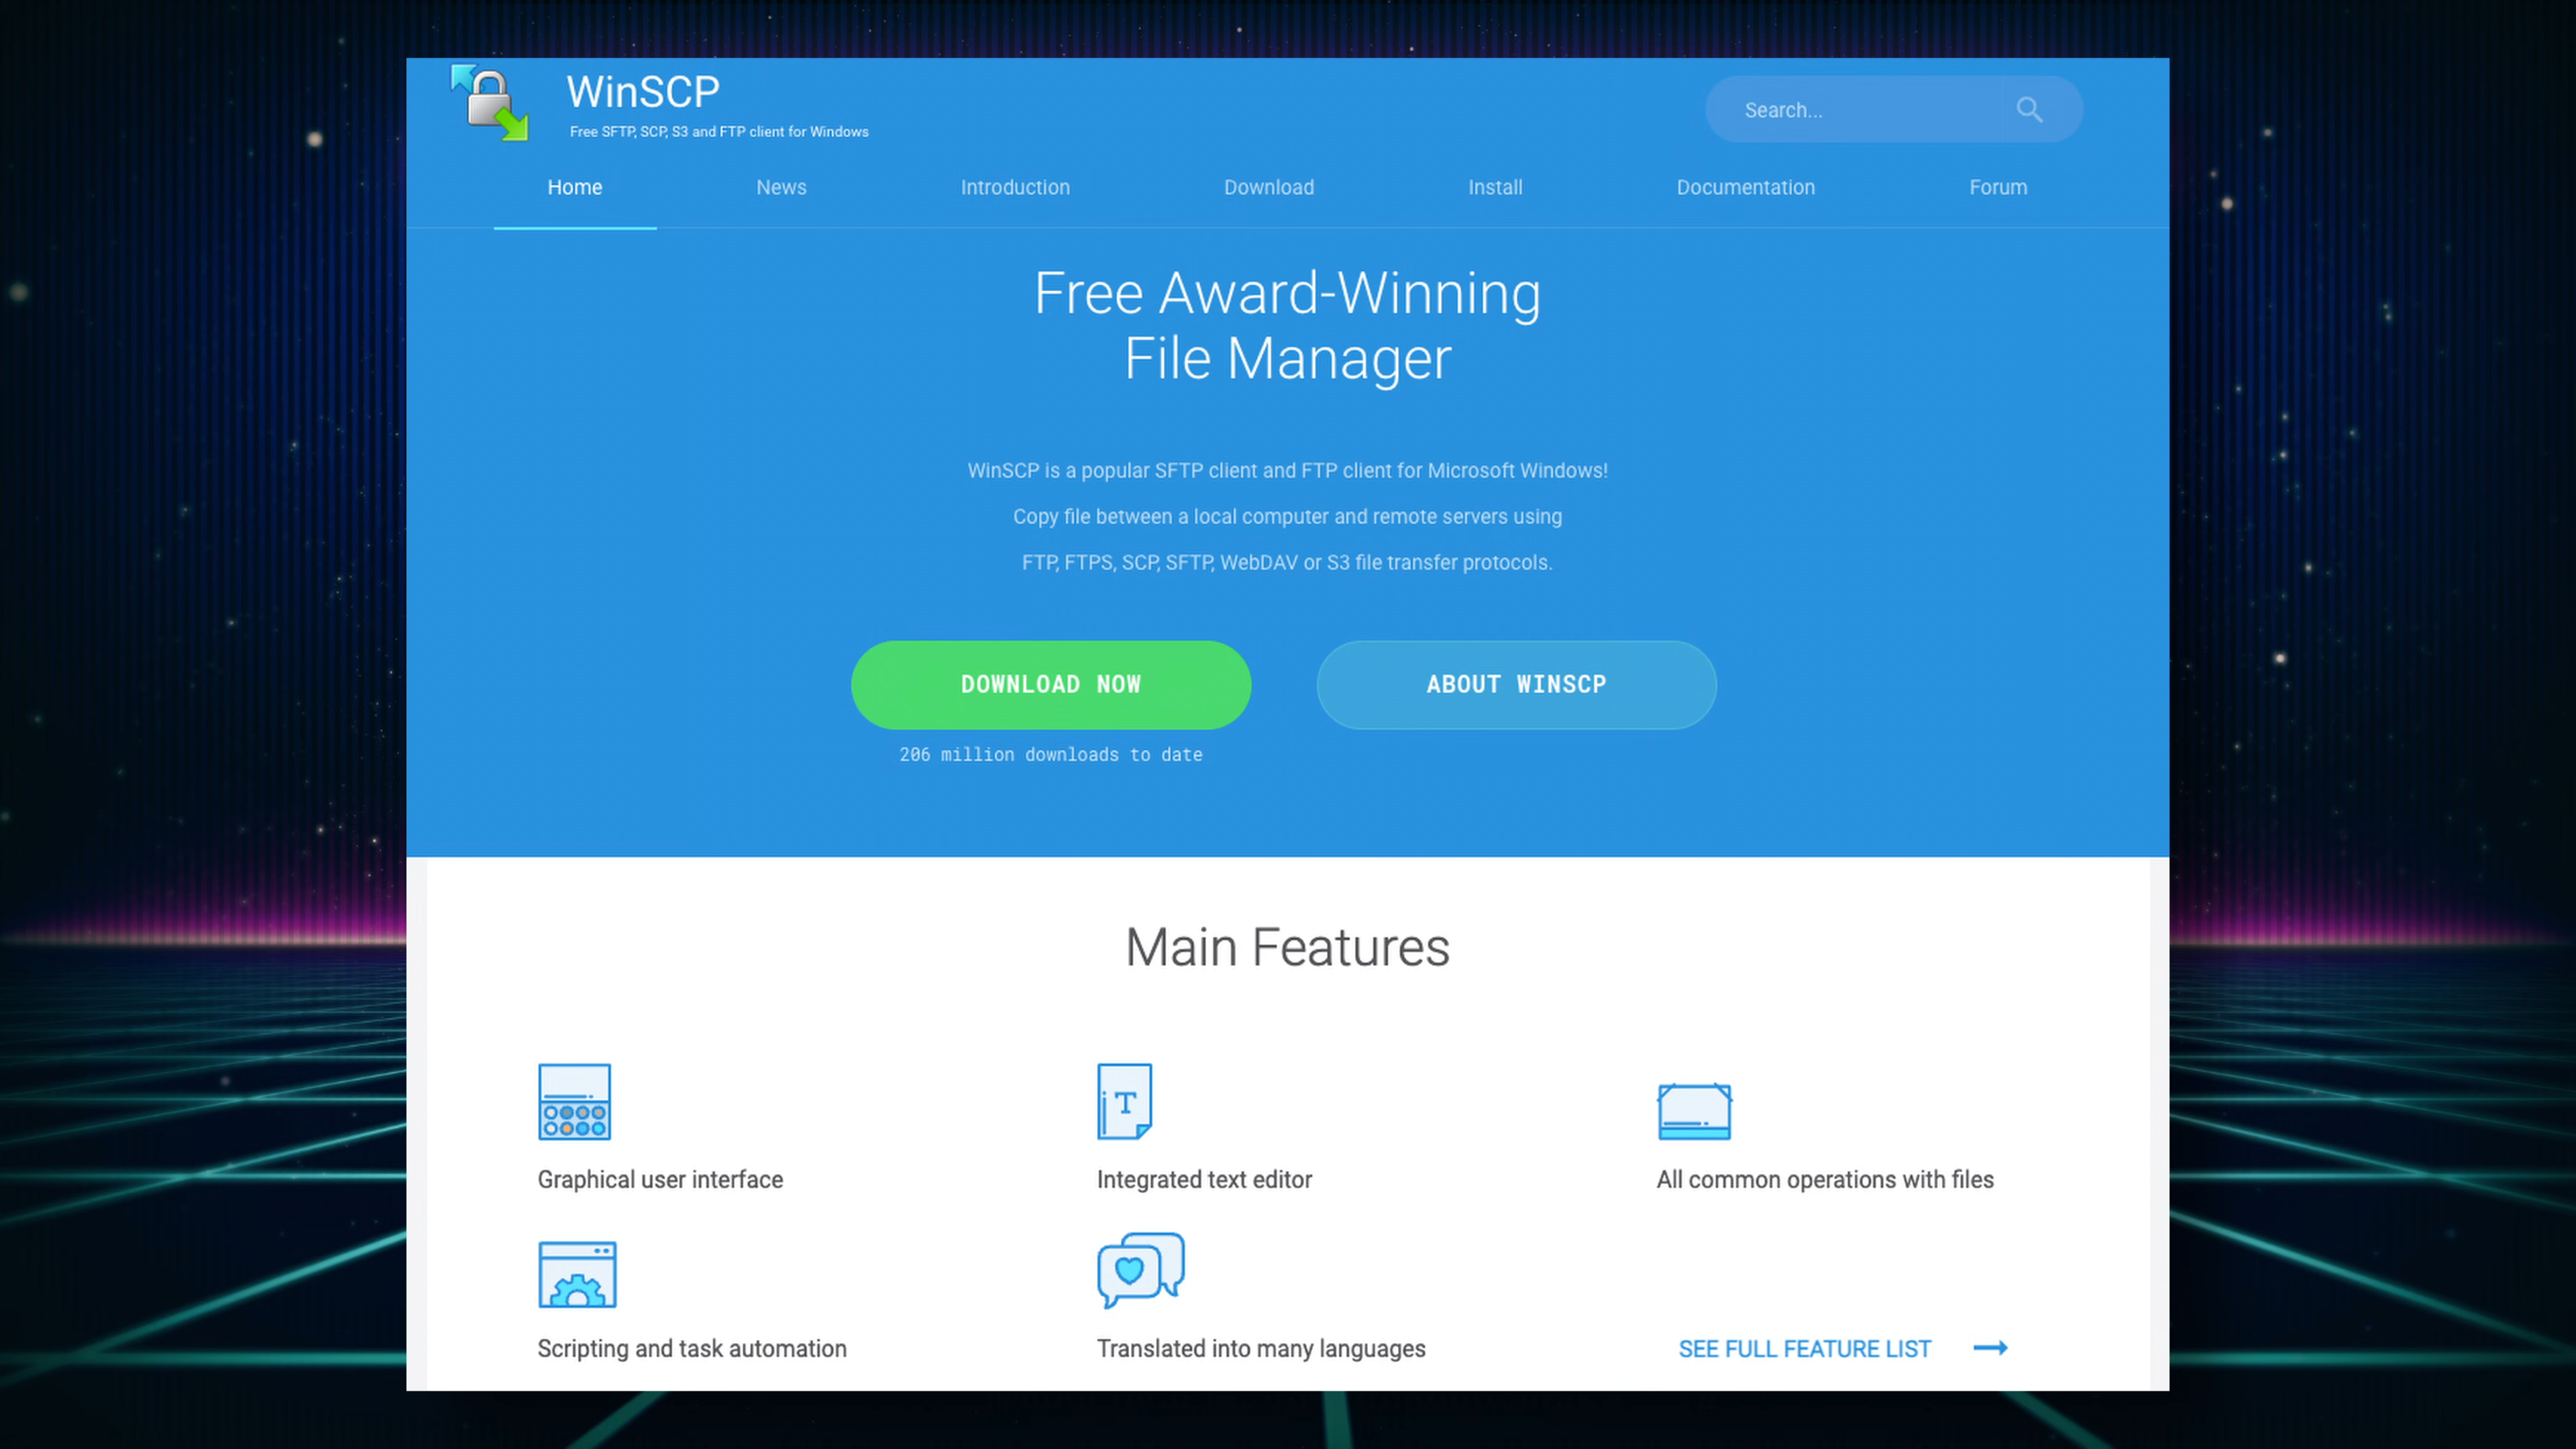 WinSCP
Free SFTP, SCP, S3 and FTP client for Windows
Search...
Home News Introduction Download Install Documentation Forum
Free Award-Winning
File Manager
WinSCP is a popular SFTP client and FTP client for Microsoft Windows!
Copy file between a local computer and remote servers using
FTP, FTPS, SCP, SFTP, WebDAV or S3 file transfer protocols.
DOWNLOAD NOW ABOUT WINSCP
206 million downloads to date
Main Features
T
Graphical user interface Integrated text editor All common operations with files
Scripting and task automation Translated into many languages SEE FULL FEATURE LIST